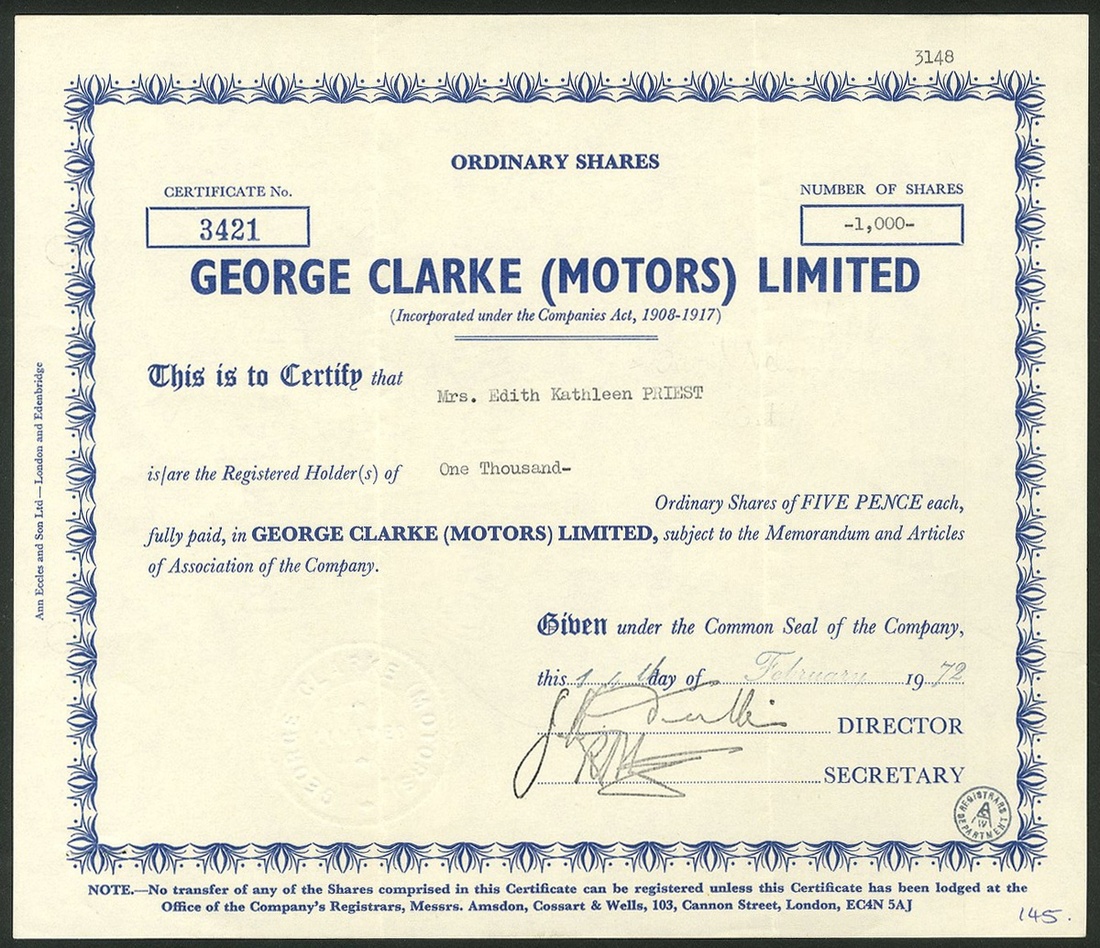 3148
ORDINARY SHARES
CERTIFICATE No.
NUMBER OF SHARES
3421
-1,000-
GEORGE CLARKE (MOTORS) LIMITED
(Incorporated under the Companies Act, 1908-1917)
This is to Certify that
Mrs. Edith Kathleen PRIEST
is/are the Registered Holder(s) of One Thousand-
Ordinary Shares of FIVE PENCE each,
fully paid, in GEORGE CLARKE (MOTORS) LIMITED, subject to the Memorandum and Articles
of Association of the Company.
Given under the Common Seal of the Company,
this 14th day of February 1972
DIRECTOR
SECRETARY
REGISTRARS DEPARTMENT
GEORGE CLARKE MOTORS
NOTE.—No transfer of any of the Shares comprised in this Certificate can be registered unless this Certificate has been lodged at the
Office of the Company's Registrars, Messrs. Amsdon, Cossart & Wells, 103, Cannon Street, London, EC4N 5AJ
145.
Ann Eccles and Son Ltd—London and Edenbridge